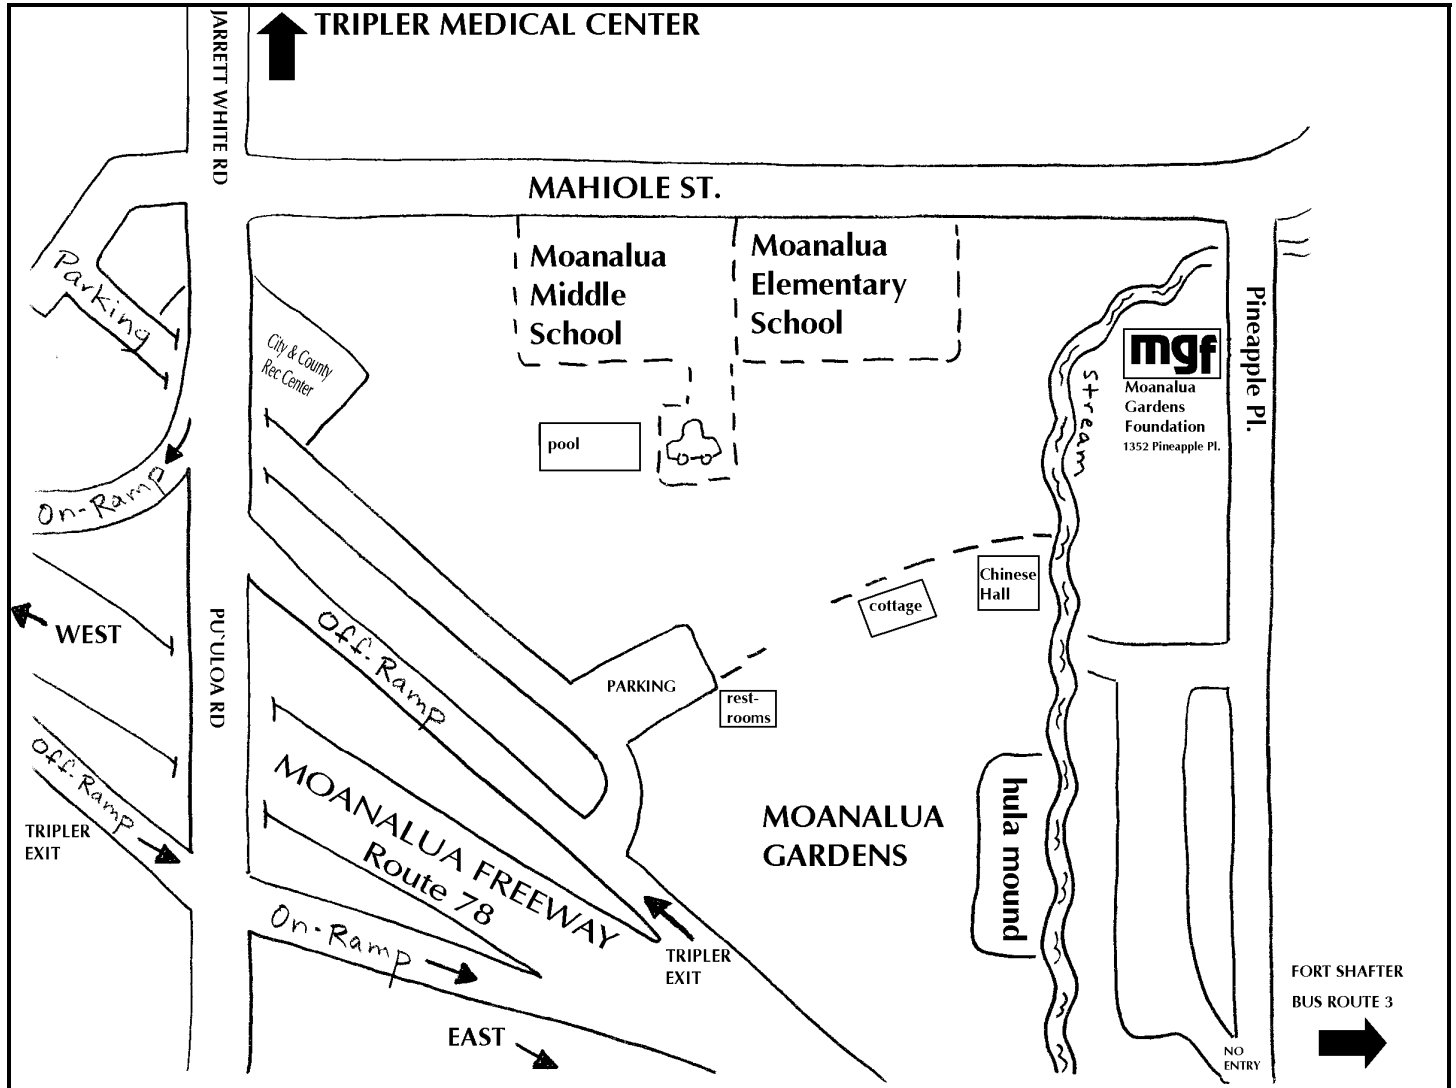 TRIPLER MEDICAL CENTER
JARRETT WHITE RD
MAHIOLE ST.
Parking
Moanalua
Middle
School
Moanalua
Elementary
School
City & County
Rec Center
pool
stream
mgf
Moanalua
Gardens
Foundation
1352 Pineapple Pl.
Pineapple Pl.
On-Ramp
WEST
PU`ULOA RD
Off-Ramp
PARKING
rest-
rooms
cottage
Chinese
Hall
Off-Ramp
TRIPLER
EXIT
MOANALUA FREEWAY
Route 78
MOANALUA
GARDENS
hula mound
On-Ramp
TRIPLER
EXIT
EAST
FORT SHAFTER
BUS ROUTE 3
NO
ENTRY